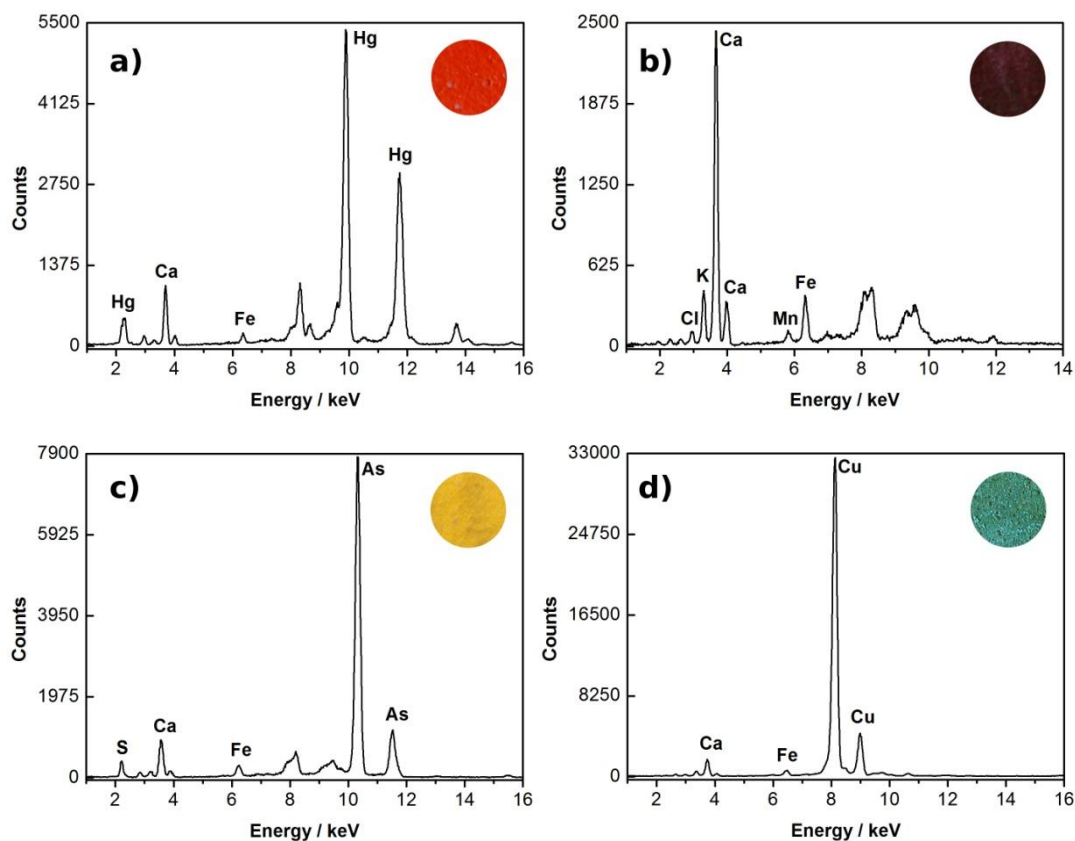 5500
4125
2750
1375
0
Counts
a)
Hg
Ca
Fe
Hg
Hg
2 4 6 8 10 12 14 16
Energy / keV
2500
1875
1250
625
0
Counts
b)
Ca
Cl
K
Ca
Mn
Fe
2 4 6 8 10 12 14
Energy / keV
7900
5925
3950
1975
0
Counts
c)
S
Ca
Fe
As
As
2 4 6 8 10 12 14 16
Energy / keV
33000
24750
16500
8250
0
Counts
d)
Ca
Fe
Cu
Cu
2 4 6 8 10 12 14 16
Energy / keV